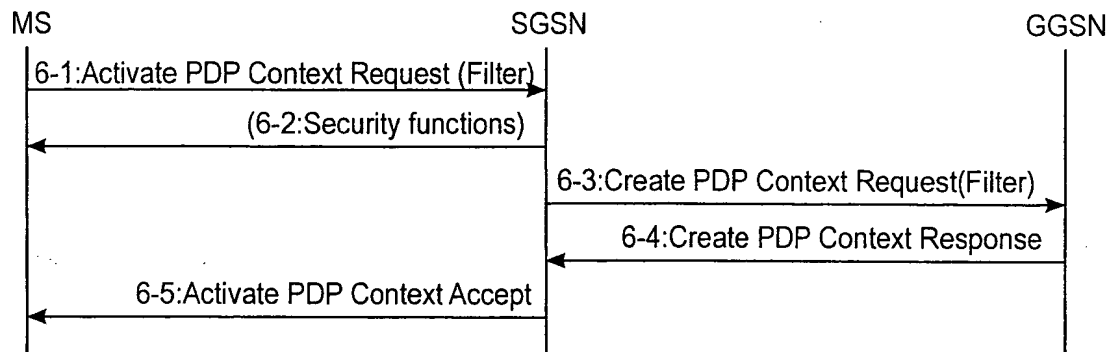 MS SGSN GGSN
6-1:Activate PDP Context Request (Filter)
(6-2:Security functions)
6-3:Create PDP Context Request(Filter)
6-4:Create PDP Context Response
6-5:Activate PDP Context Accept